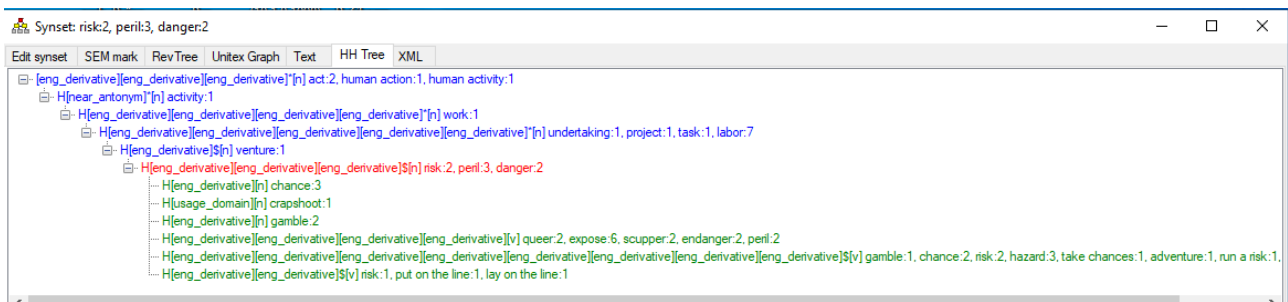 Synset: risk:2, peril:3, danger:2
Edit synset SEM mark RevTree Unitex Graph Text HH Tree XML
[eng_derivative][eng_derivative][eng_derivative]*[n] act:2, human action:1, human activity:1
H[near_antonym]*[n] activity:1
H[eng_derivative][eng_derivative][eng_derivative][eng_derivative]*[n] work:1
H[eng_derivative][eng_derivative][eng_derivative][eng_derivative][eng_derivative]*[n] undertaking:1, project:1, task:1, labor:7
H[eng_derivative]$[n] venture:1
H[eng_derivative][eng_derivative][eng_derivative]$[n] risk:2, peril:3, danger:2
H[eng_derivative][n] chance:3
H[usage_domain][n] crapshoot:1
H[eng_derivative][n] gamble:2
H[eng_derivative][eng_derivative][eng_derivative][eng_derivative][eng_derivative][v] queer:2, expose:6, scupper:2, endanger:2, peril:2
H[eng_derivative][eng_derivative][eng_derivative][eng_derivative][eng_derivative][eng_derivative][eng_derivative][eng_derivative][eng_derivative]$[v] gamble:1, chance:2, risk:2, hazard:3, take chances:1, adventure:1, run a risk:1,
H[eng_derivative][eng_derivative]$[v] risk:1, put on the line:1, lay on the line:1